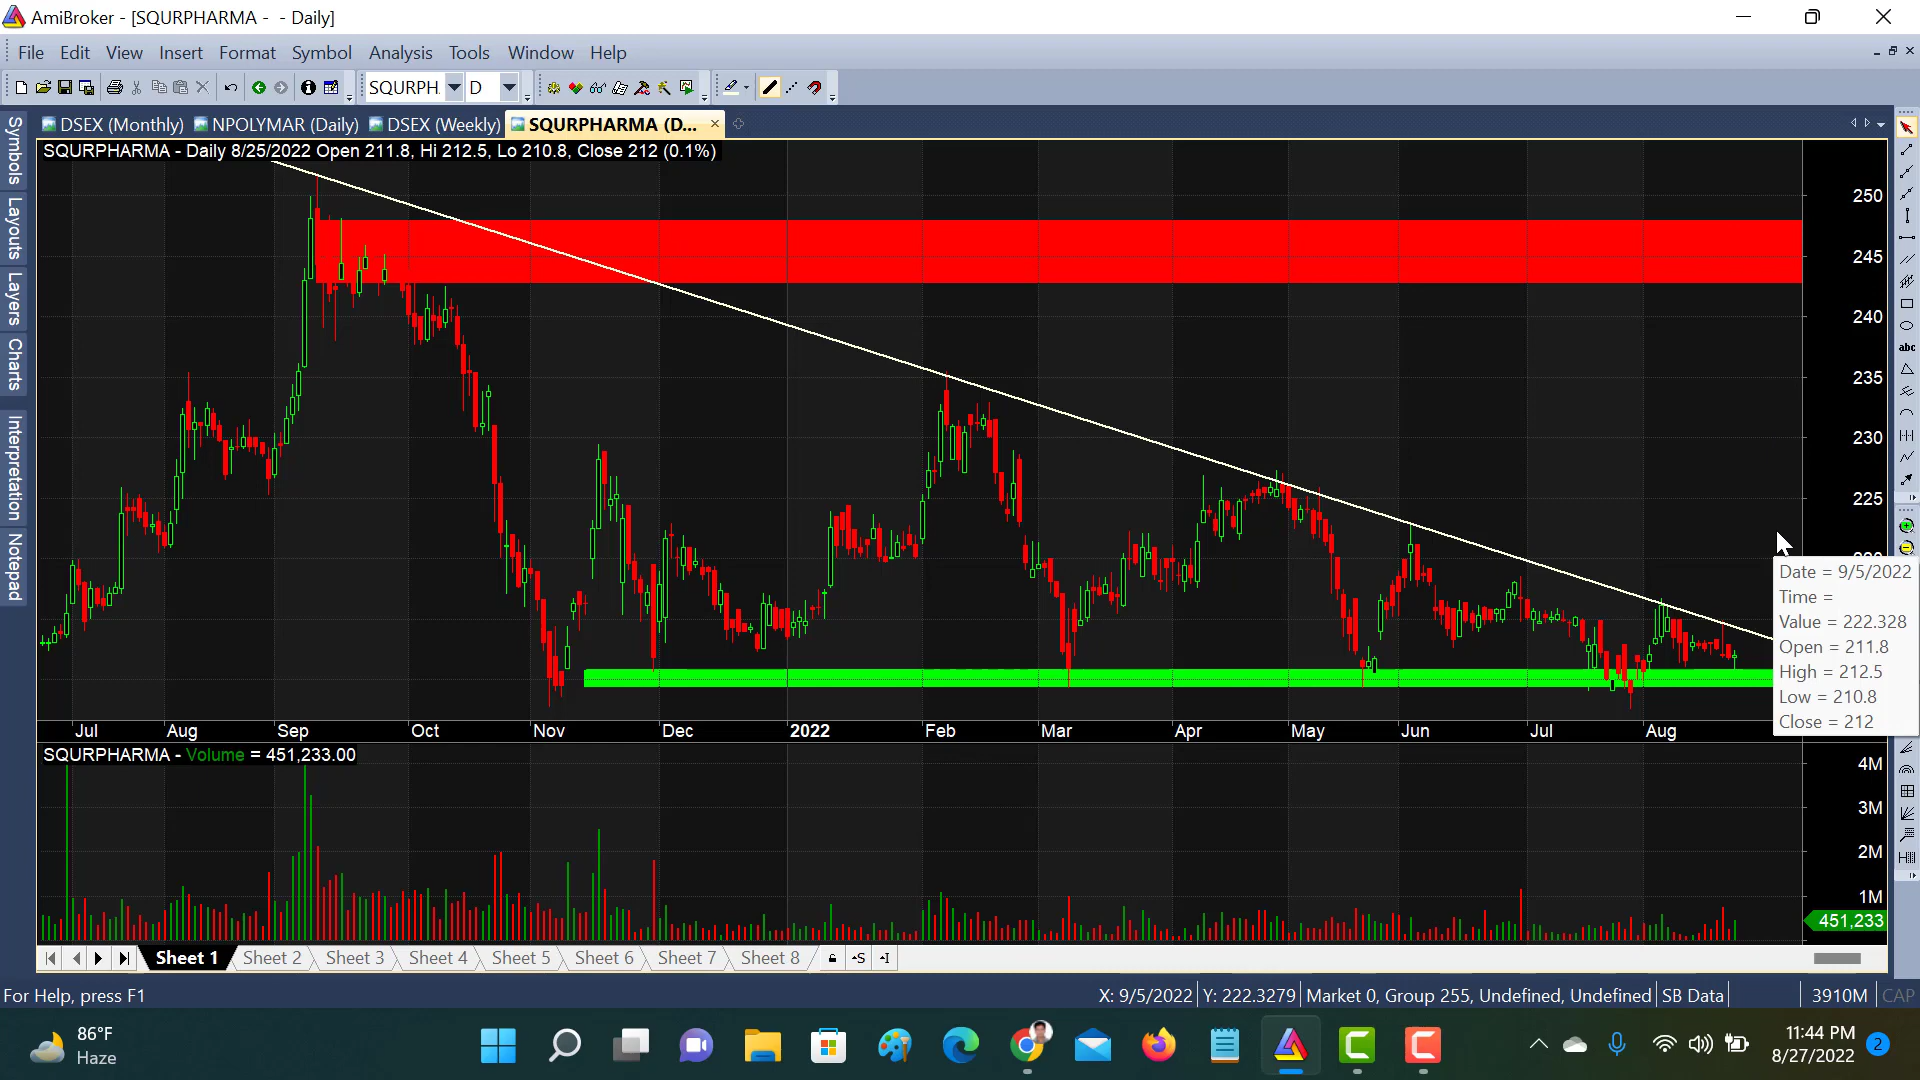 AmiBroker - [SQURPHARMA - - Daily]
File Edit View Insert Format Symbol Analysis Tools Window Help
SQURPH. D
DSEX (Monthly) NPOLYMAR (Daily) DSEX (Weekly) SQURPHARMA (D...
SQURPHARMA - Daily 8/25/2022 Open 211.8, Hi 212.5, Lo 210.8, Close 212 (0.1%)
Symbols
Layouts
Layers
Charts
Interpretation
Notepad
250
245
240
235
230
225
abc
Date = 9/5/2022
Time =
Value = 222.328
Open = 211.8
High = 212.5
Low = 210.8
Close = 212
Jul Aug Sep Oct Nov Dec 2022 Feb Mar Apr May Jun Jul Aug
SQURPHARMA - Volume = 451,233.00
4M
3M
2M
1M
451,233
Sheet 1 Sheet 2 Sheet 3 Sheet 4 Sheet 5 Sheet 6 Sheet 7 Sheet 8
For Help, press F1
X: 9/5/2022 Y: 222.3279 Market 0, Group 255, Undefined, Undefined SB Data 3910M CAP
86°F
Haze
11:44 PM
8/27/2022
2